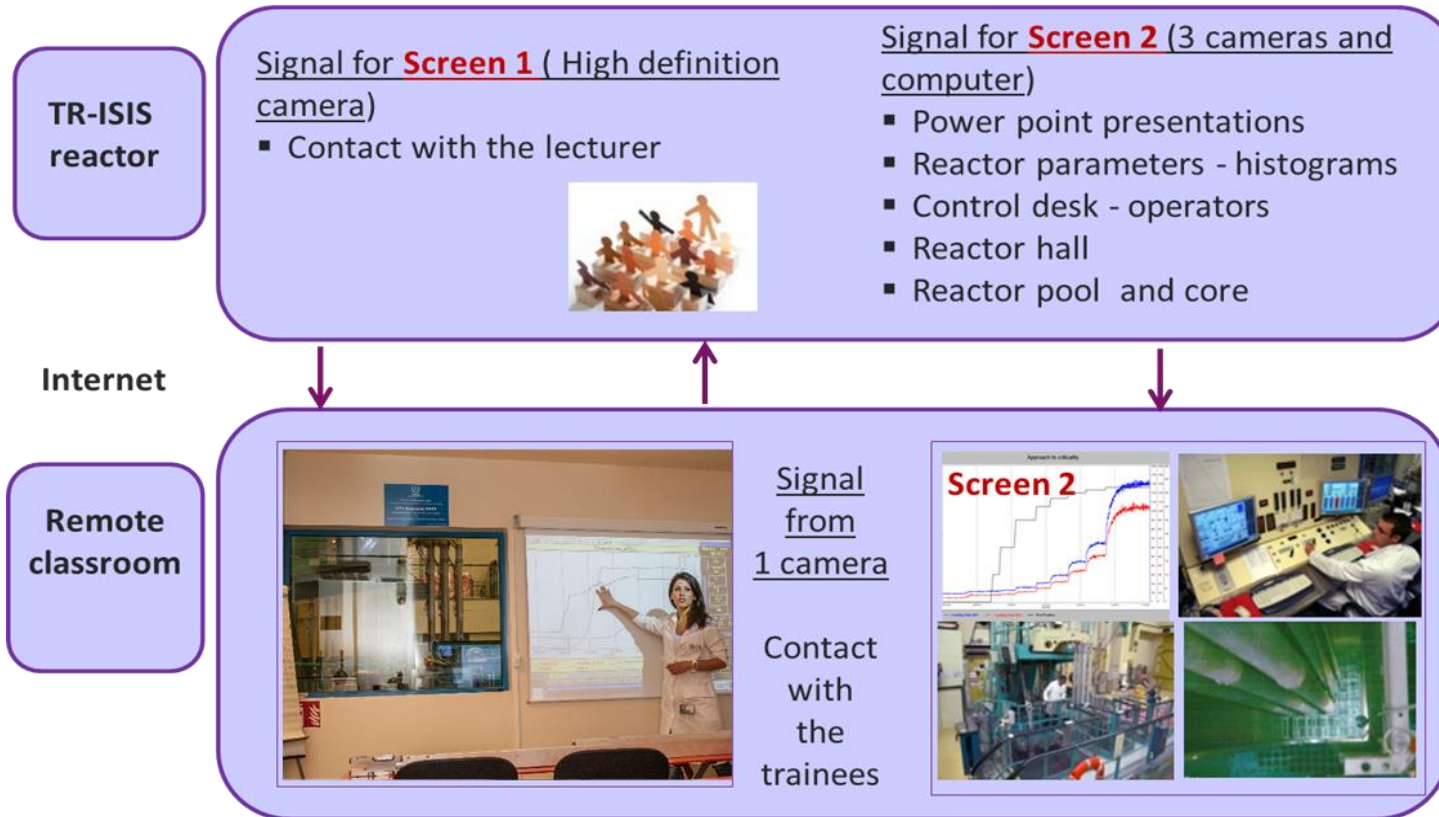 TR-ISIS
reactor
Signal for Screen 1 ( High definition
camera)
▪ Contact with the lecturer
Signal for Screen 2 (3 cameras and
computer)
▪ Power point presentations
▪ Reactor parameters - histograms
▪ Control desk - operators
▪ Reactor hall
▪ Reactor pool and core
Internet
Remote
classroom
Signal
from
1 camera
Contact
with
the
trainees
Approach to criticality
Screen 2